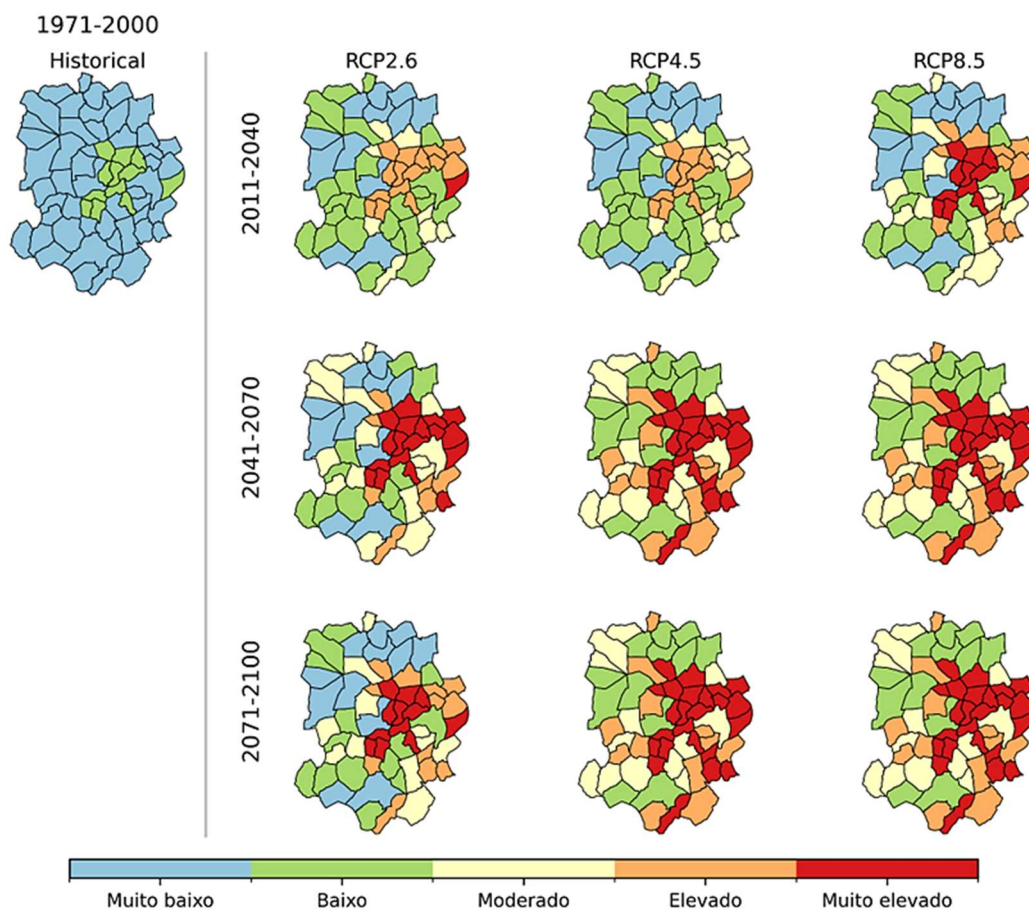 1971-2000
Historical
RCP2.6
RCP4.5
RCP8.5
2011-2040
2041-2070
2071-2100
Muito baixo
Baixo
Moderado
Elevado
Muito elevado